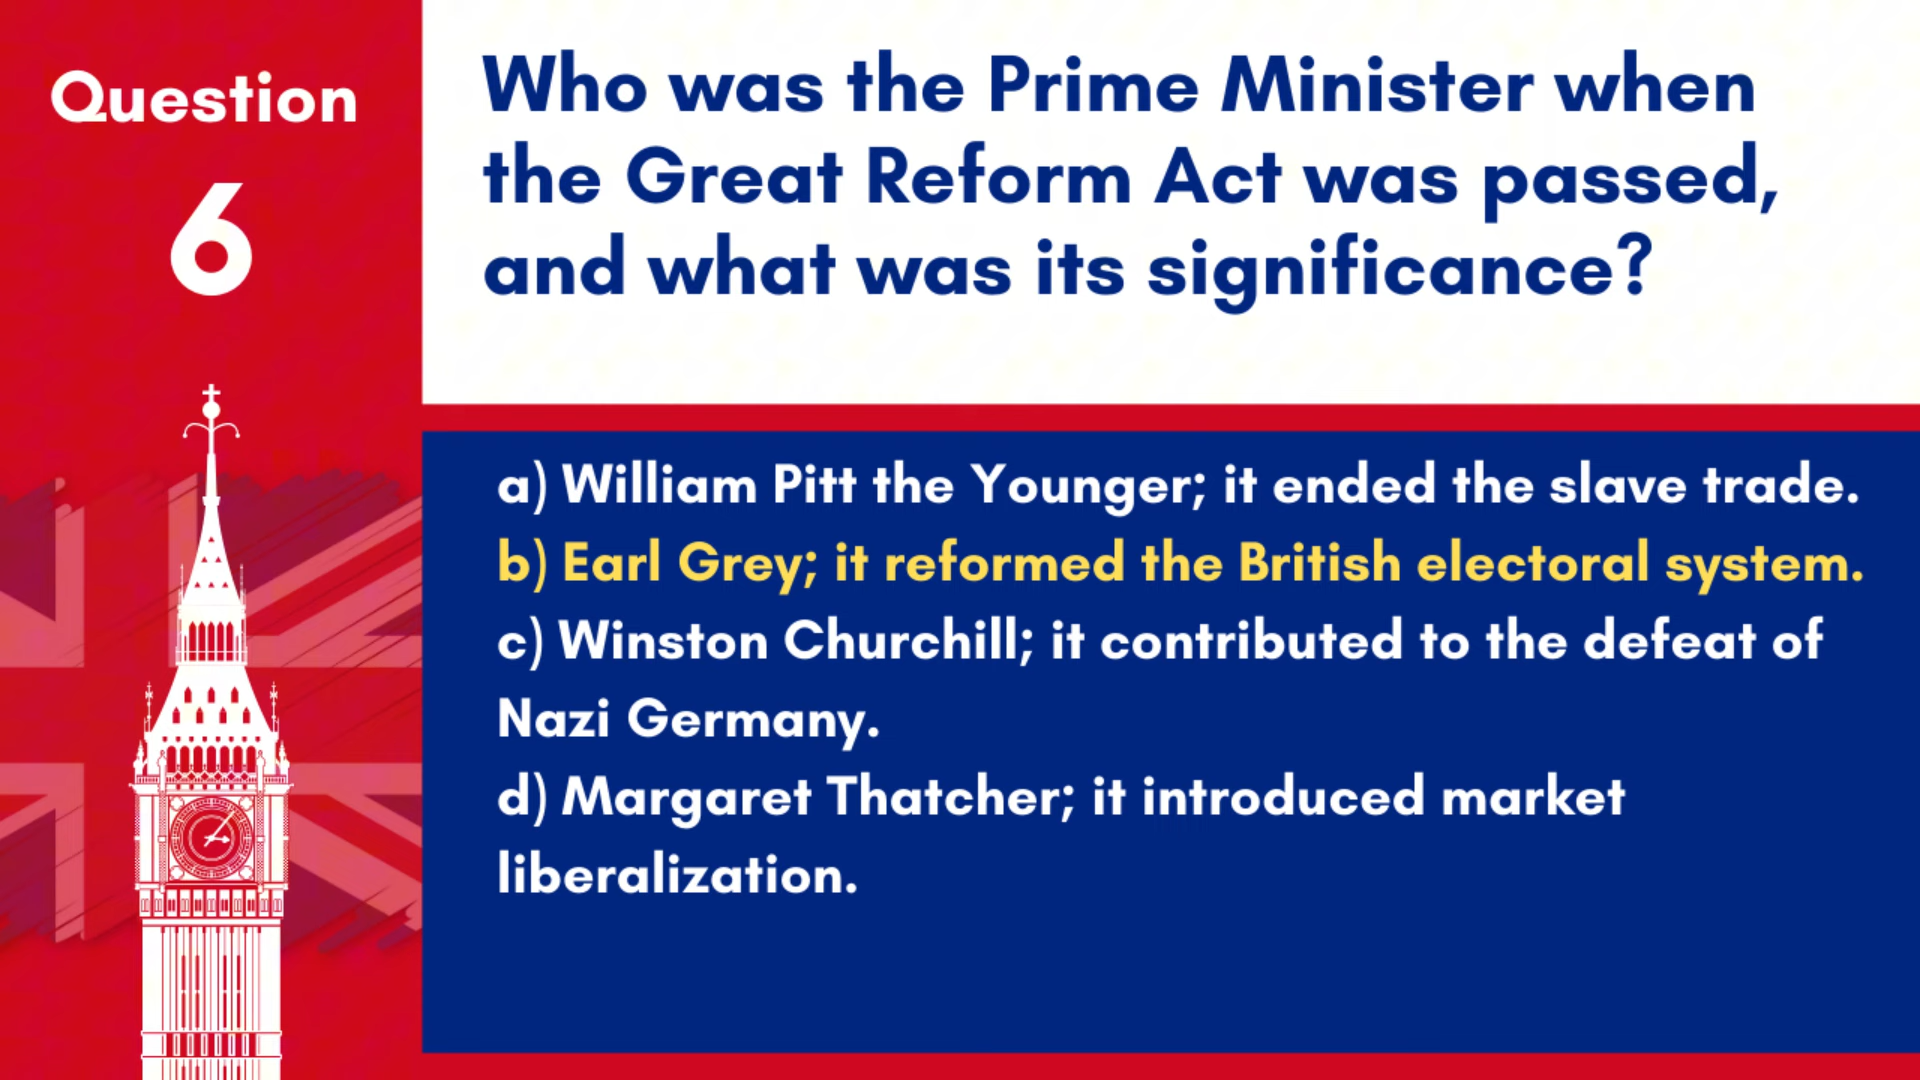 Question
6
Who was the Prime Minister when
the Great Reform Act was passed,
and what was its significance?
a) William Pitt the Younger; it ended the slave trade.
b) Earl Grey; it reformed the British electoral system.
c) Winston Churchill; it contributed to the defeat of
Nazi Germany.
d) Margaret Thatcher; it introduced market
liberalization.